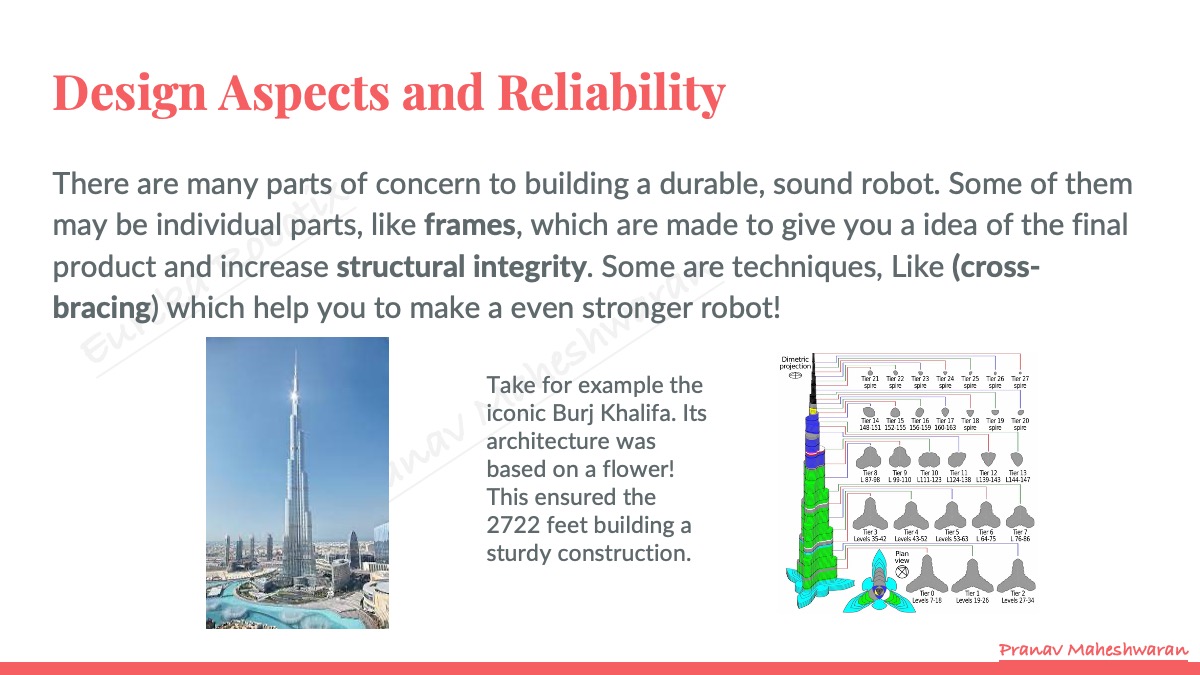 Design Aspects and Reliability
There are many parts of concern to building a durable, sound robot. Some of them
may be individual parts, like frames, which are made to give you a idea of the final
product and increase structural integrity. Some are techniques, Like (cross-
bracing) which help you to make a even stronger robot!
Take for example the
iconic Burj Khalifa. Its
architecture was
based on a flower!
This ensured the
2722 feet building a
sturdy construction.
Dimetric
projection
Tier 21 Tier 22 Tier 23 Tier 24 Tier 25 Tier 26 Tier 27
spire spire spire spire spire spire spire
Tier 14 Tier 15 Tier 16 Tier 17 Tier 18 Tier 19 Tier 20
148-151 152-155 156-159 160-163 spire spire spire
Tier 8 Tier 9 Tier 10 Tier 11 Tier 12 Tier 13
L 87-98 L 99-110 L111-123 L124-138 L139-143 L144-147
Tier 3 Tier 4 Tier 5 Tier 6 Tier 7
Levels 35-42 Levels 43-52 Levels 53-63 L 64-75 L 76-86
Plan
view
Tier 0 Tier 1 Tier 2
Levels 7-18 Levels 19-26 Levels 27-34
Pranav Maheshwaran